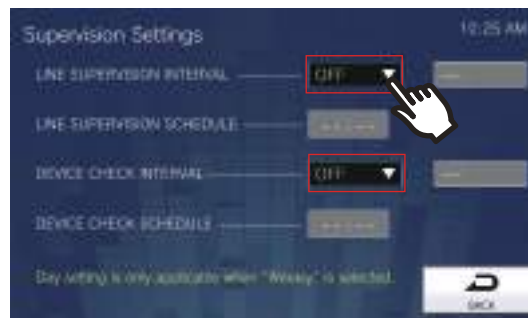 Supervision Settings
10:25 AM
LINE SUPERVISION INTERVAL
OFF
---
LINE SUPERVISION SCHEDULE
--:--
DEVICE CHECK INTERVAL
OFF
---
DEVICE CHECK SCHEDULE
--:--
Day setting is only applicable when "Weekly" is selected.
BACK